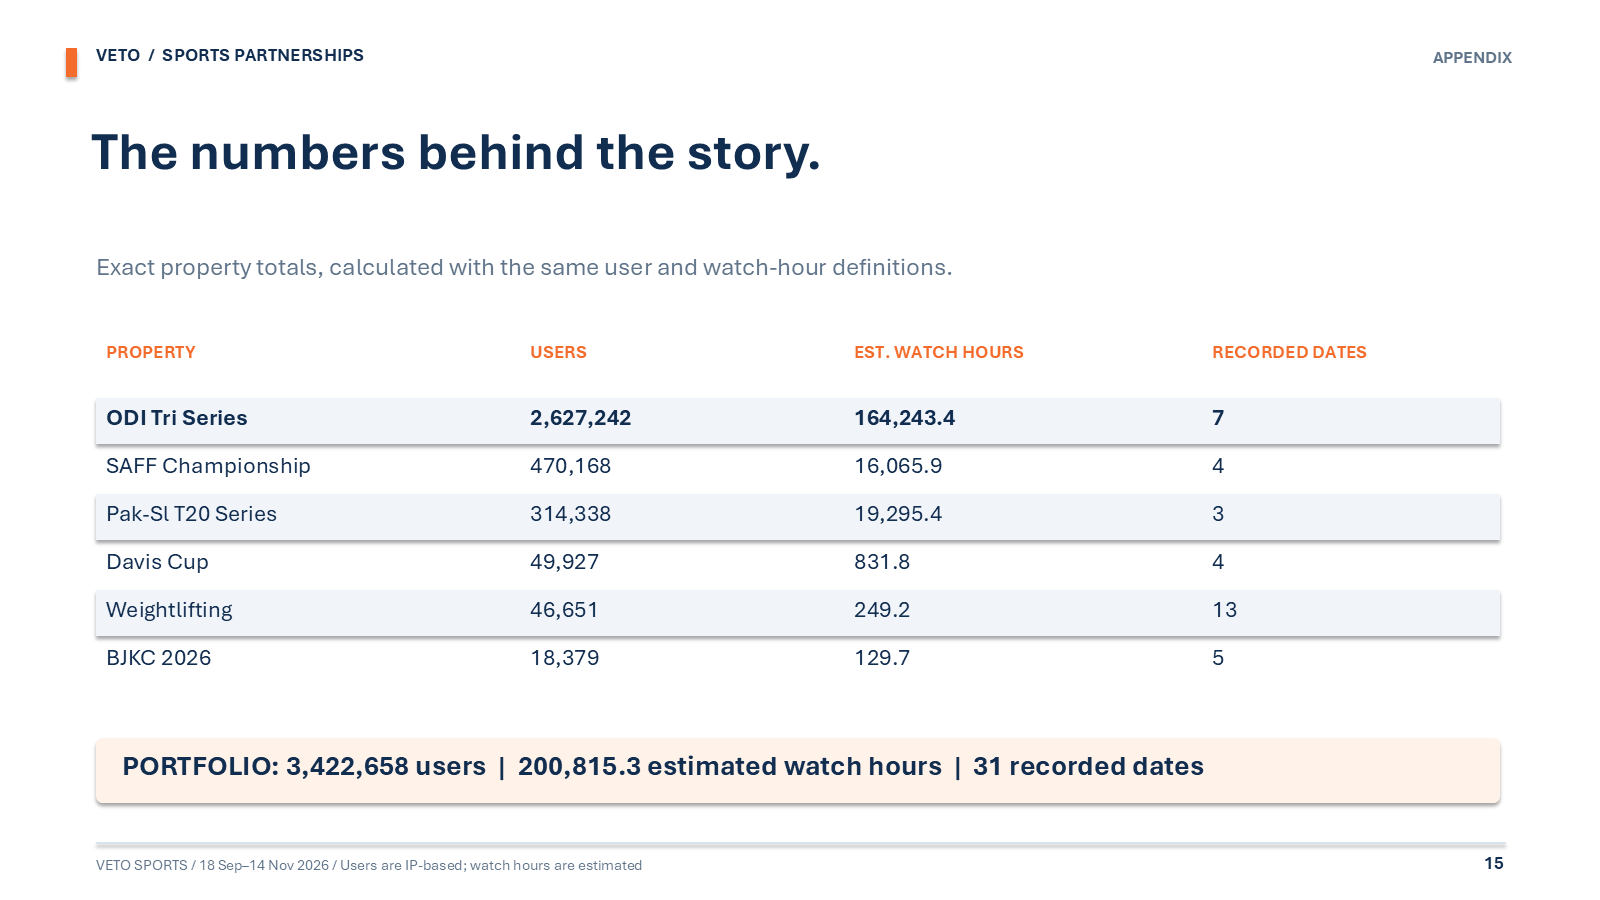 VETO / SPORTS PARTNERSHIPS
APPENDIX
The numbers behind the story.
Exact property totals, calculated with the same user and watch-hour definitions.
PROPERTY USERS EST. WATCH HOURS RECORDED DATES
ODI Tri Series 2,627,242 164,243.4 7
SAFF Championship 470,168 16,065.9 4
Pak-Sl T20 Series 314,338 19,295.4 3
Davis Cup 49,927 831.8 4
Weightlifting 46,651 249.2 13
BJKC 2026 18,379 129.7 5
PORTFOLIO: 3,422,658 users | 200,815.3 estimated watch hours | 31 recorded dates
VETO SPORTS / 18 Sep–14 Nov 2026 / Users are IP-based; watch hours are estimated
15